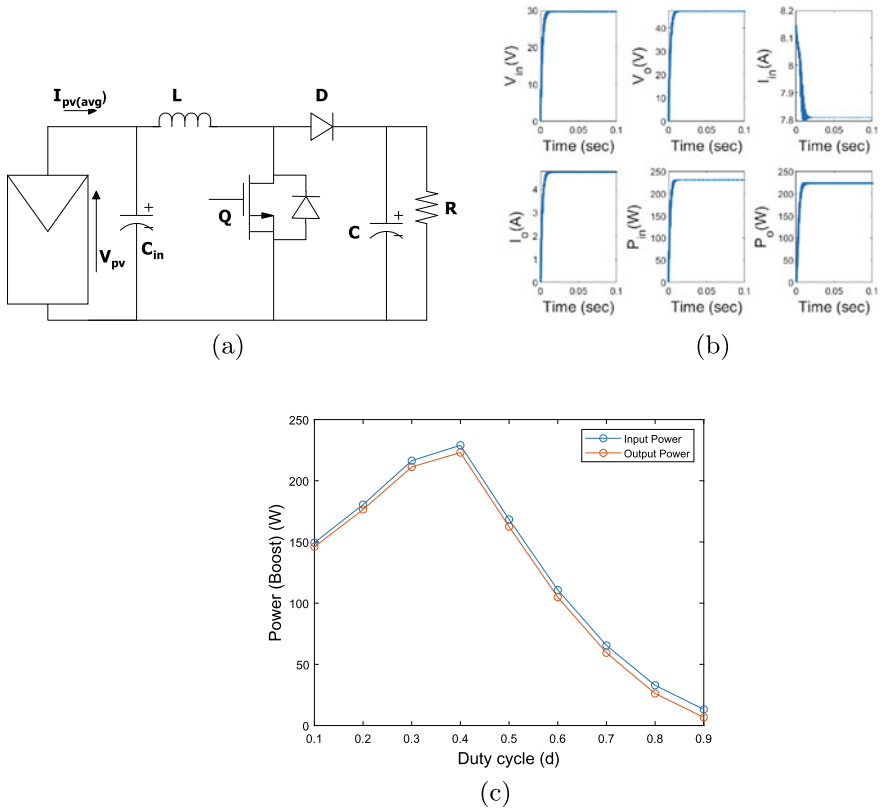 I_pv(avg)
L
D
Q
C_in
V_pv
C
R
(a)
V_in(V)
30
20
10
0
0 0.05 0.1
Time (sec)
V_o(V)
40
20
0
0 0.05 0.1
Time (sec)
I_in(A)
8.2
8.1
8
7.9
7.8
0 0.05 0.1
Time (sec)
I_o(A)
4
2
0
0 0.05 0.1
Time (sec)
P_in(W)
250
200
150
100
50
0
0 0.05 0.1
Time (sec)
P_o(W)
250
200
150
100
50
0
0 0.05 0.1
Time (sec)
(b)
Power (Boost) (W)
250
200
150
100
50
0
0.1 0.2 0.3 0.4 0.5 0.6 0.7 0.8 0.9
Duty cycle (d)
Input Power
Output Power
(c)